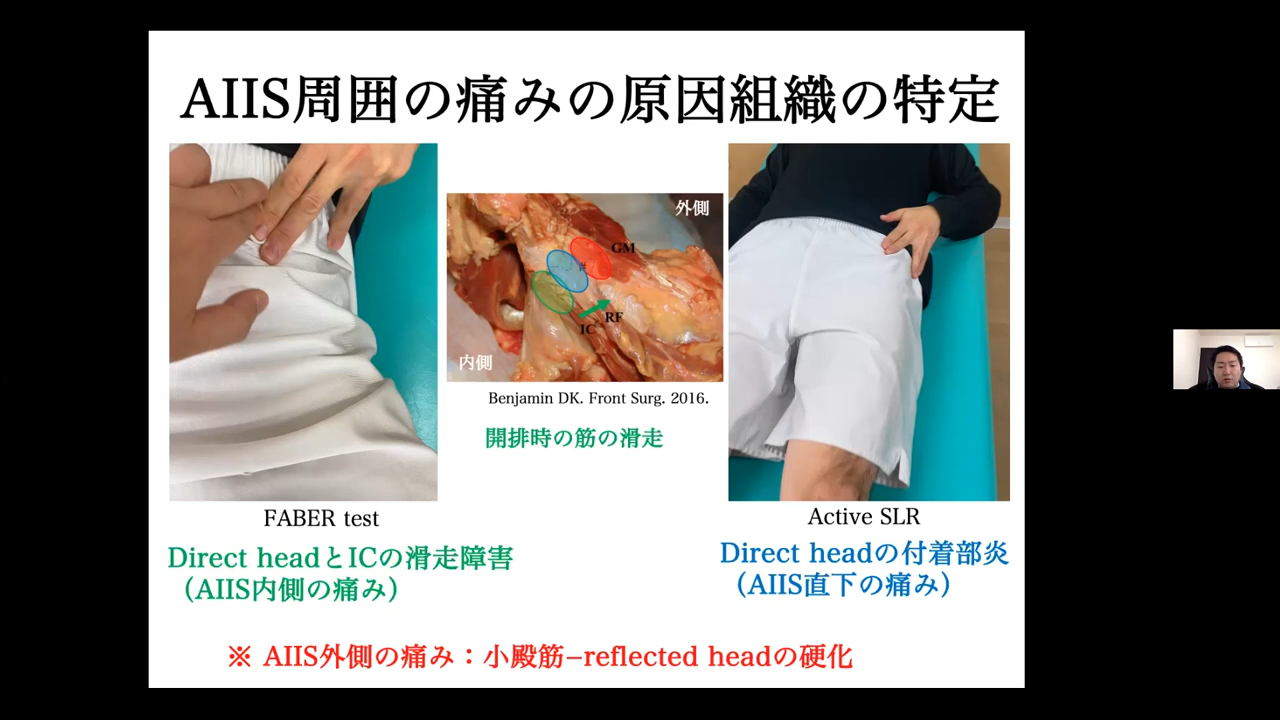 AIIS周囲の痛みの原因組織の特定
外側
GM
RF
IC
内側
Benjamin DK. Front Surg. 2016.
開排時の筋の滑走
FABER test
Direct headとICの滑走障害
（AIIS内側の痛み）
Active SLR
Direct headの付着部炎
（AIIS直下の痛み）
※ AIIS外側の痛み：小殿筋–reflected headの硬化